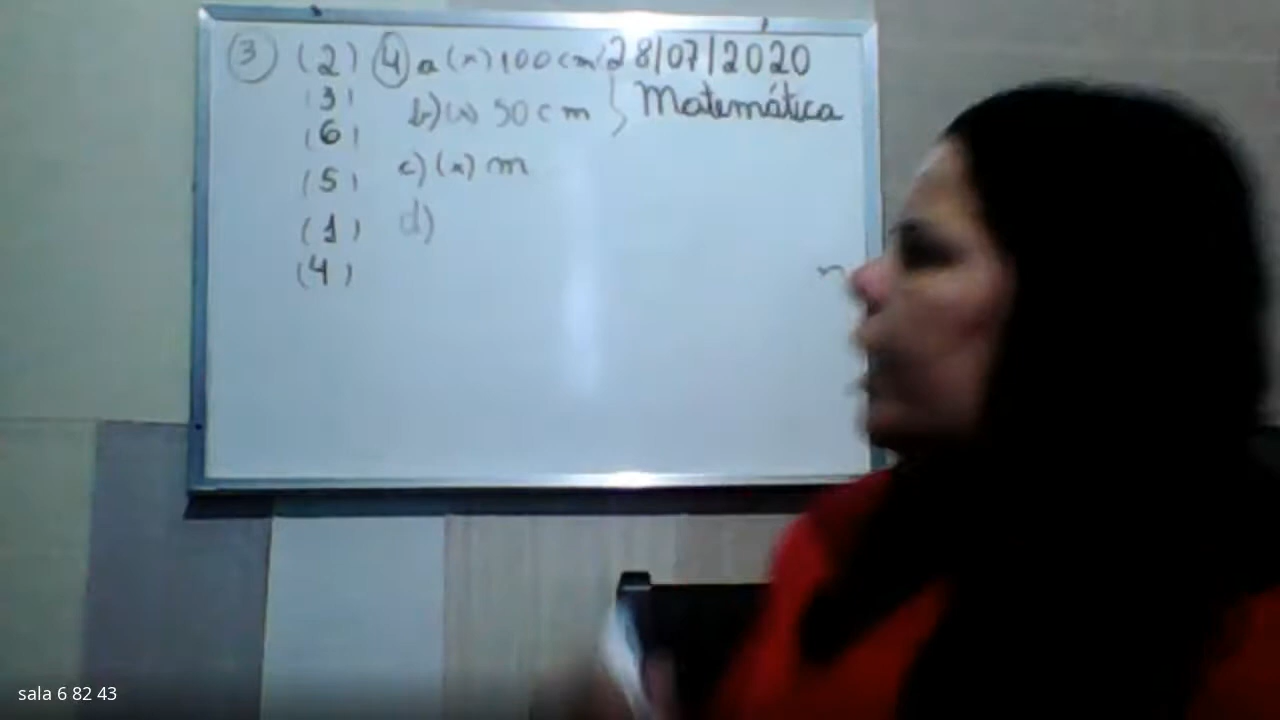 3 (2) 4 a (x) 100 cm 28/07/2020
(3) b) (x) 50 cm Matemática
(6)
(5) c) (x) m
(1) d)
(4)
sala 6 82 43